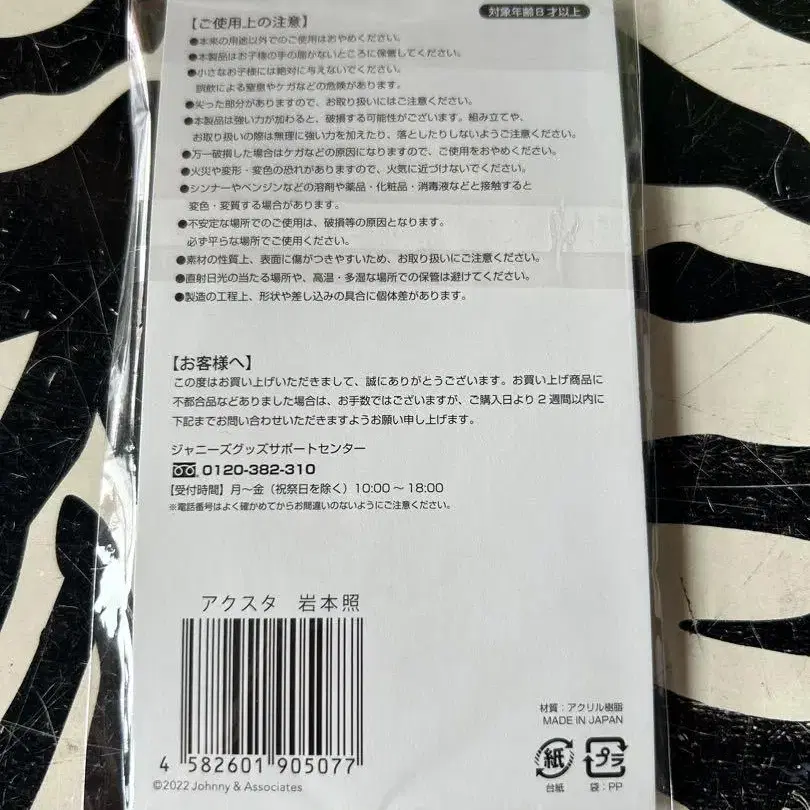 【ご使用上の注意】
対象年齢8才以上
●本来の用途以外でのご使用はおやめください。
●本製品はお子様の手の届かないところに保管してください。
●小さなお子様には絶対に与えないでください。
誤飲による窒息やケガなどの危険があります。
●尖った部分がありますので、お取り扱いにはご注意ください。
●本製品は強い力が加わると、破損する可能性がございます。組み立てや、
お取り扱いの際は無理に強い力を加えたり、落としたりしないようご注意ください。
●万一破損した場合はケガなどの原因になりますので、ご使用をおやめください。
●火災や変形・変色の恐れがありますので、火気に近づけないでください。
●シンナーやベンジンなどの溶剤や薬品・化粧品・消毒液などと接触すると
変色・変質する場合があります。
●不安定な場所でのご使用は、破損等の原因となります。
必ず平らな場所でご使用ください。
●素材の性質上、表面に傷がつきやすいため、お取り扱いにご注意ください。
●直射日光の当たる場所や、高温・多湿な場所での保管は避けてください。
●製造の工程上、形状や差し込みの具合に個体差があります。
【お客様へ】
この度はお買い上げいただきまして、誠にありがとうございます。お買い上げ商品に
不都合品などありました場合は、お手数ではございますが、ご購入日より2週間以内に
下記までお問い合わせいただきますようお願い申し上げます。
ジャニーズグッズサポートセンター
0120-382-310
【受付時間】月～金（祝祭日を除く）10:00～18:00
※電話番号はよく確かめてからお間違いのないようにご注意ください。
アクスタ 岩本照
4 582601 905077
©2022 Johnny & Associates
材質：アクリル樹脂
MADE IN JAPAN
紙
台紙
プラ
袋：PP